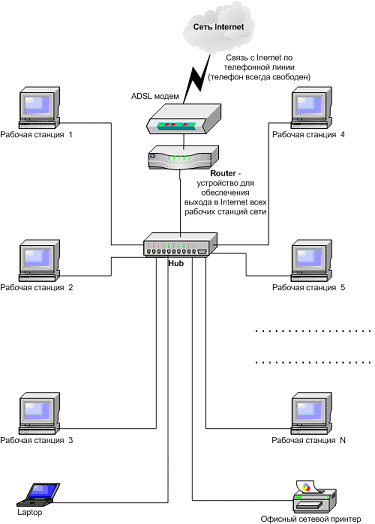 Сеть Internet
Связь с Inernet по
телефонной линии
(телефон всегда свободен)
ADSL модем
Рабочая станция 1
Рабочая станция 4
Router -
устройство для
обеспечения
выхода в Internet всех
рабочих станций сети
Hub
Рабочая станция 2
Рабочая станция 5
Рабочая станция 3
Рабочая станция N
Laptop
Офисный сетевой принтер